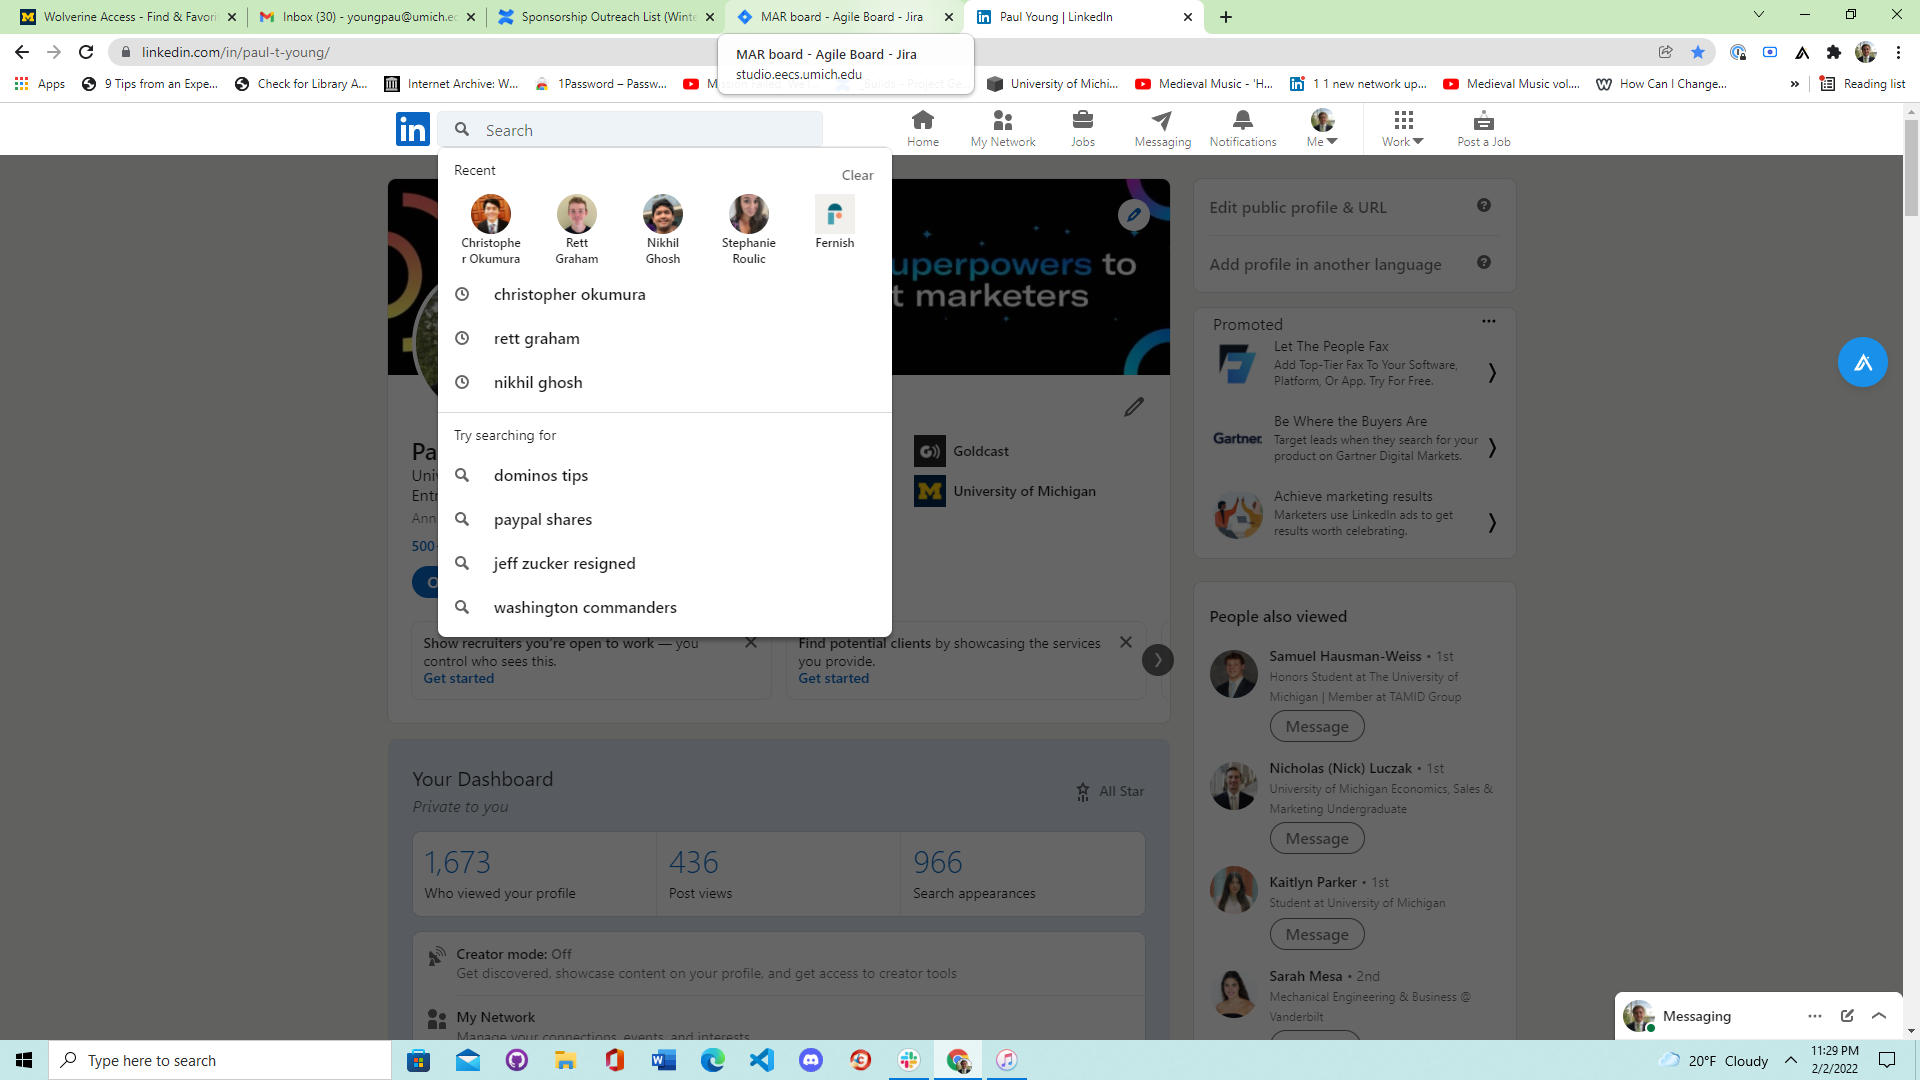 Wolverine Access - Find & Favori
Inbox (30) - youngpau@umich.ec
Sponsorship Outreach List (Winte
MAR board - Agile Board - Jira
Paul Young | LinkedIn
linkedin.com/in/paul-t-young/
MAR board - Agile Board - Jira
studio.eecs.umich.edu
Apps
9 Tips from an Expe...
Check for Library A...
Internet Archive: W...
1Password – Passw...
University of Michi...
Medieval Music - 'H...
1 1 new network up...
Medieval Music vol....
How Can I Change...
Reading list
Search
Home
My Network
Jobs
Messaging
Notifications
Me
Work
Post a Job
Recent
Clear
Christophe
r Okumura
Rett
Graham
Nikhil
Ghosh
Stephanie
Roulic
Fernish
christopher okumura
rett graham
nikhil ghosh
Try searching for
dominos tips
paypal shares
jeff zucker resigned
washington commanders
uperpowers to
t marketers
Pa
Univ
Entr
Ann
500+
O
Goldcast
University of Michigan
Show recruiters you're open to work — you
control who sees this.
Get started
Find potential clients by showcasing the services
you provide.
Get started
Your Dashboard
Private to you
All Star
1,673
Who viewed your profile
436
Post views
966
Search appearances
Creator mode: Off
Get discovered, showcase content on your profile, and get access to creator tools
My Network
Manage your connections, events, and interests
Edit public profile & URL
Add profile in another language
Promoted
Let The People Fax
Add Top-Tier Fax To Your Software,
Platform, Or App. Try For Free.
Gartner
Be Where the Buyers Are
Target leads when they search for your
product on Gartner Digital Markets.
Achieve marketing results
Marketers use LinkedIn ads to get
results worth celebrating.
People also viewed
Samuel Hausman-Weiss • 1st
Honors Student at The University of
Michigan | Member at TAMID Group
Message
Nicholas (Nick) Luczak • 1st
University of Michigan Economics, Sales &
Marketing Undergraduate
Message
Kaitlyn Parker • 1st
Student at University of Michigan
Message
Sarah Mesa • 2nd
Mechanical Engineering & Business @
Vanderbilt
Messaging
Type here to search
20°F Cloudy
11:29 PM
2/2/2022